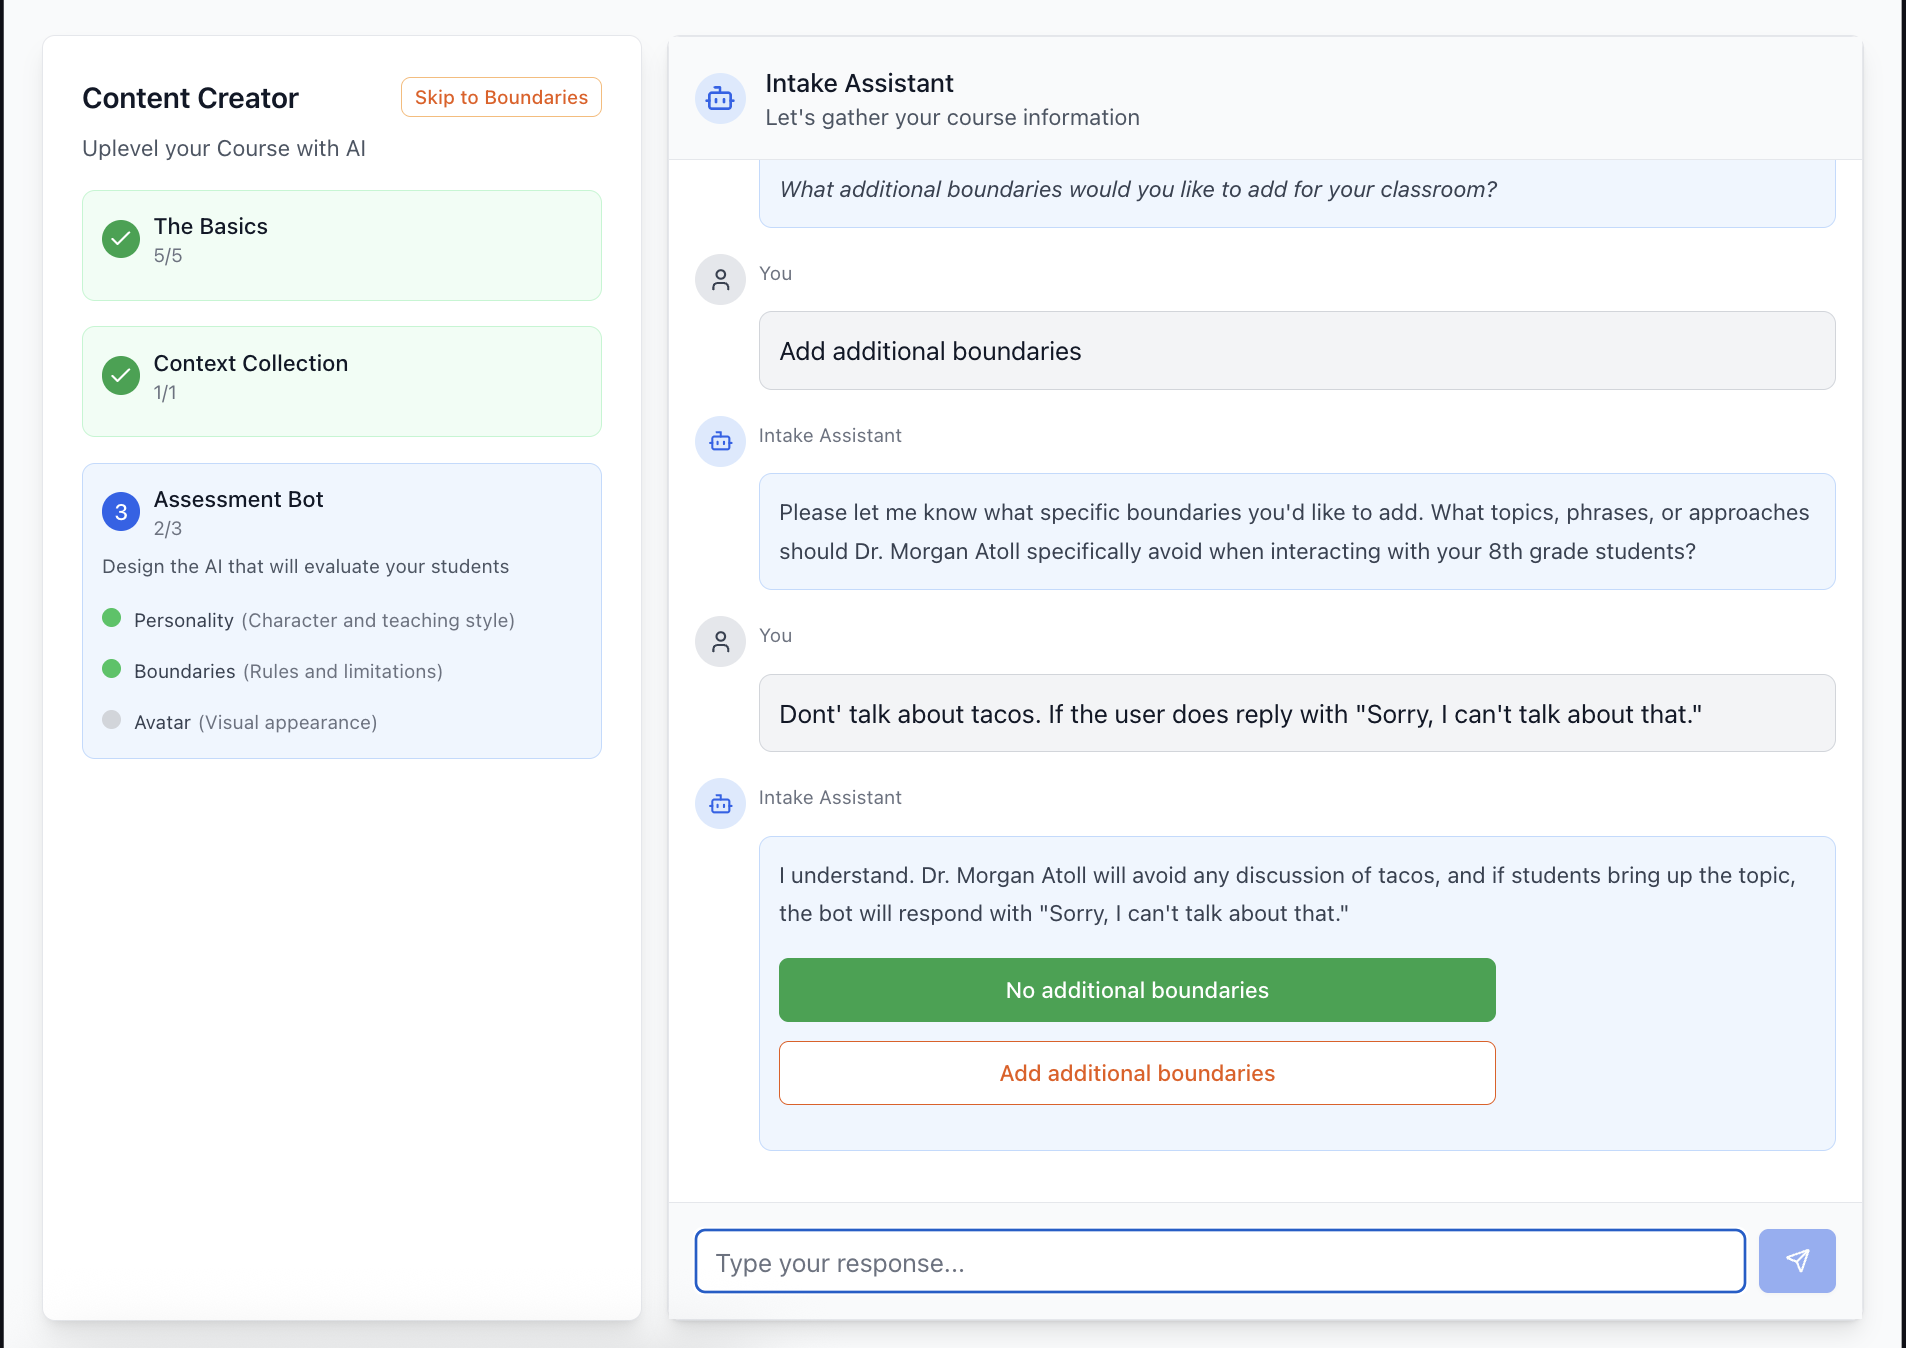 Content Creator
Skip to Boundaries
Uplevel your Course with AI
The Basics
5/5
Context Collection
1/1
3
Assessment Bot
2/3
Design the AI that will evaluate your students
Personality (Character and teaching style)
Boundaries (Rules and limitations)
Avatar (Visual appearance)
Intake Assistant
Let's gather your course information
What additional boundaries would you like to add for your classroom?
You
Add additional boundaries
Intake Assistant
Please let me know what specific boundaries you'd like to add. What topics, phrases, or approaches
should Dr. Morgan Atoll specifically avoid when interacting with your 8th grade students?
You
Dont' talk about tacos. If the user does reply with "Sorry, I can't talk about that."
Intake Assistant
I understand. Dr. Morgan Atoll will avoid any discussion of tacos, and if students bring up the topic,
the bot will respond with "Sorry, I can't talk about that."
No additional boundaries
Add additional boundaries
Type your response...